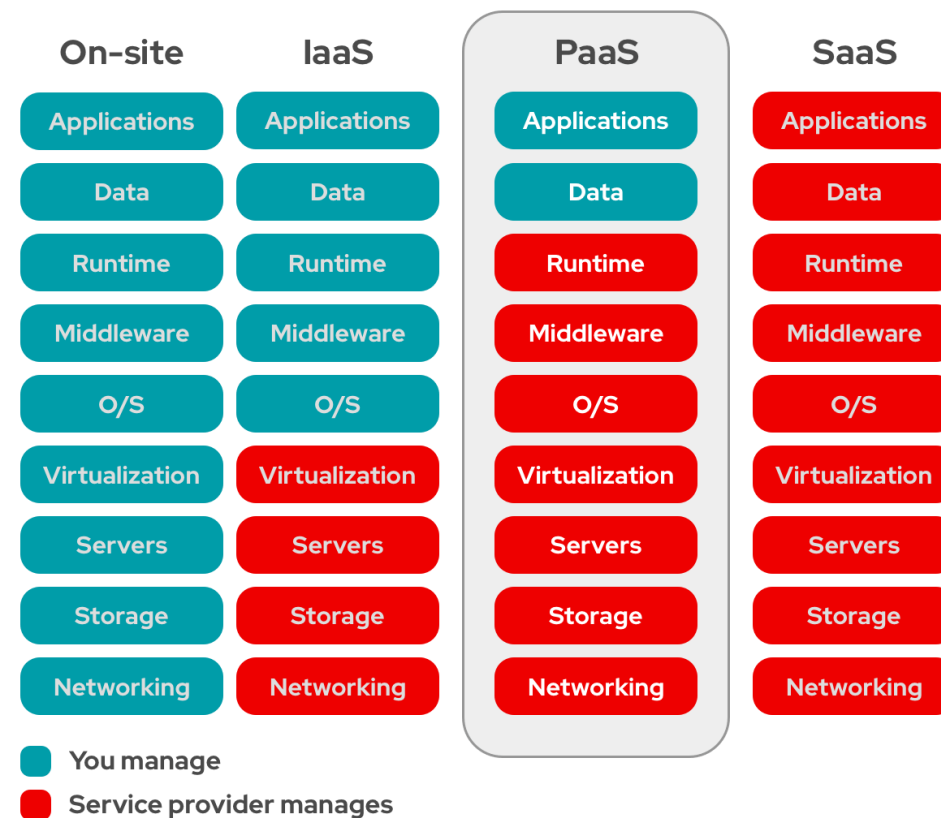 On-site IaaS PaaS SaaS
Applications Applications Applications Applications
Data Data Data Data
Runtime Runtime Runtime Runtime
Middleware Middleware Middleware Middleware
O/S O/S O/S O/S
Virtualization Virtualization Virtualization Virtualization
Servers Servers Servers Servers
Storage Storage Storage Storage
Networking Networking Networking Networking
You manage
Service provider manages